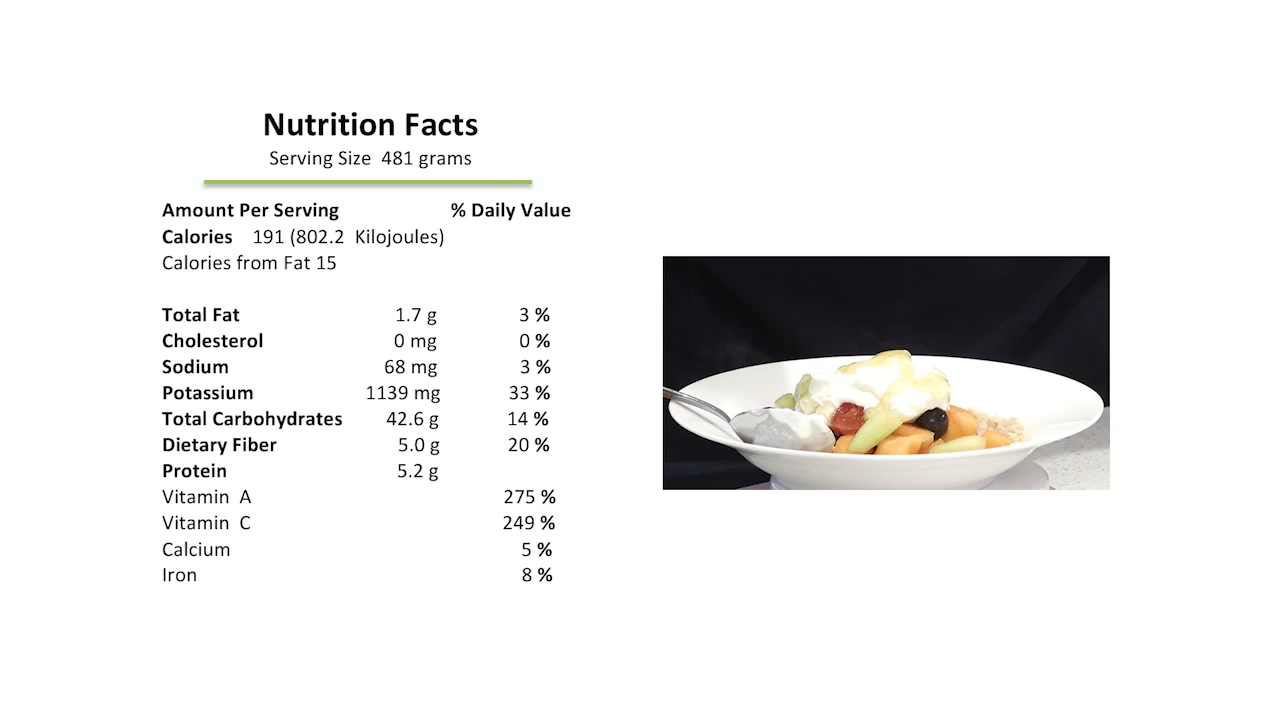 Nutrition Facts
Serving Size 481 grams
Amount Per Serving % Daily Value
Calories 191 (802.2 Kilojoules)
Calories from Fat 15
Total Fat 1.7 g 3 %
Cholesterol 0 mg 0 %
Sodium 68 mg 3 %
Potassium 1139 mg 33 %
Total Carbohydrates 42.6 g 14 %
Dietary Fiber 5.0 g 20 %
Protein 5.2 g
Vitamin A 275 %
Vitamin C 249 %
Calcium 5 %
Iron 8 %